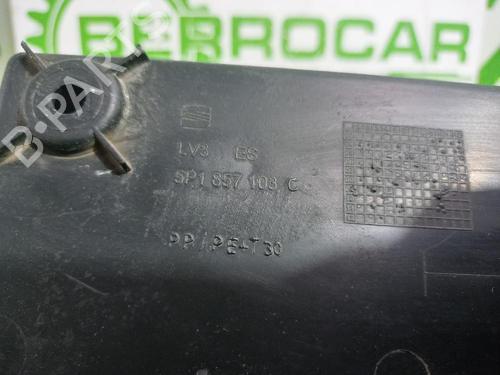 BERROCAR
B-PARTS
LV3 ES
5P1 857 103 C
PP/PE-T30